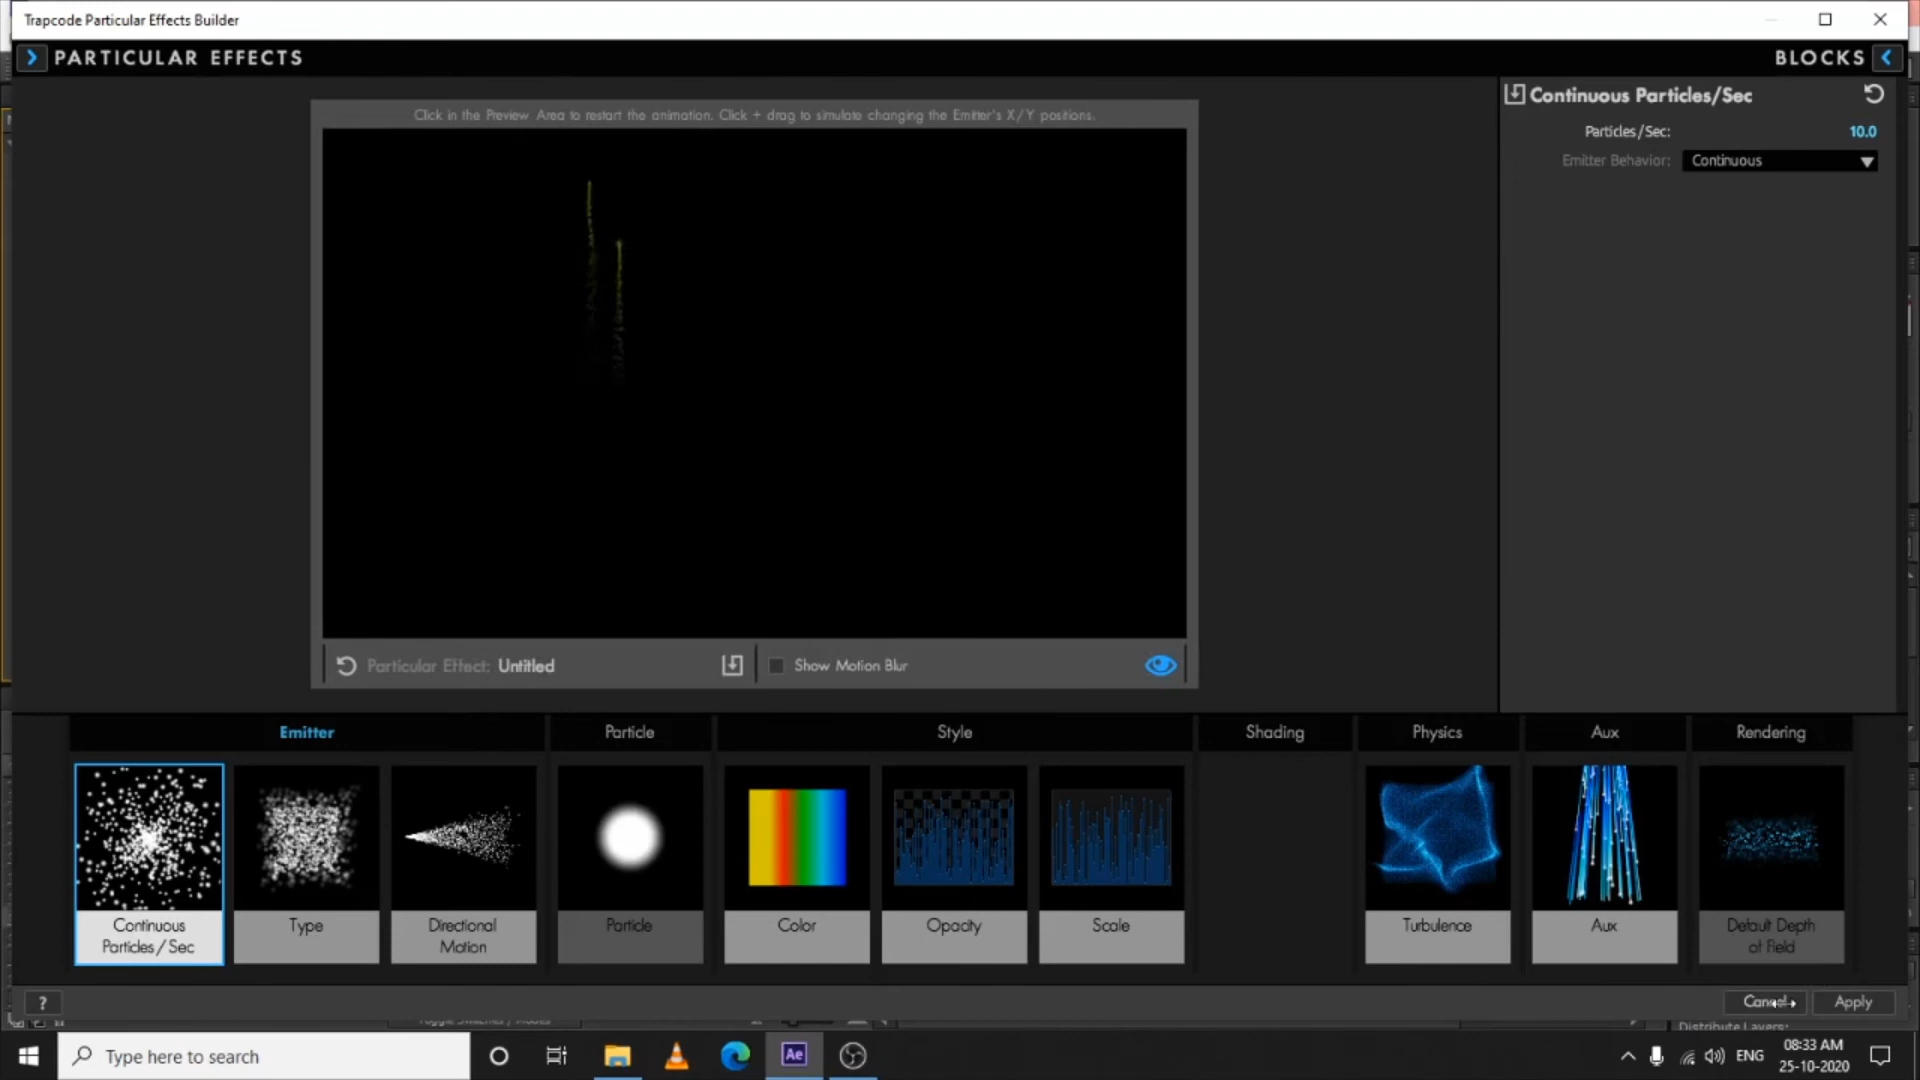 Trapcode Particular Effects Builder
PARTICULAR EFFECTS
BLOCKS
Click in the Preview Area to restart the animation. Click + drag to simulate changing the Emitter's X/Y positions.
Continuous Particles/Sec
Particles/Sec:
10.0
Emitter Behavior:
Continuous
Particular Effect: Untitled
Show Motion Blur
Emitter
Particle
Style
Shading
Physics
Aux
Rendering
Continuous
Particles/Sec
Type
Directional
Motion
Particle
Color
Opacity
Scale
Turbulence
Aux
Default Depth
of Field
?
Cancel
Apply
Distribute Layers:
Type here to search
Ae
ENG
08:33 AM
25-10-2020